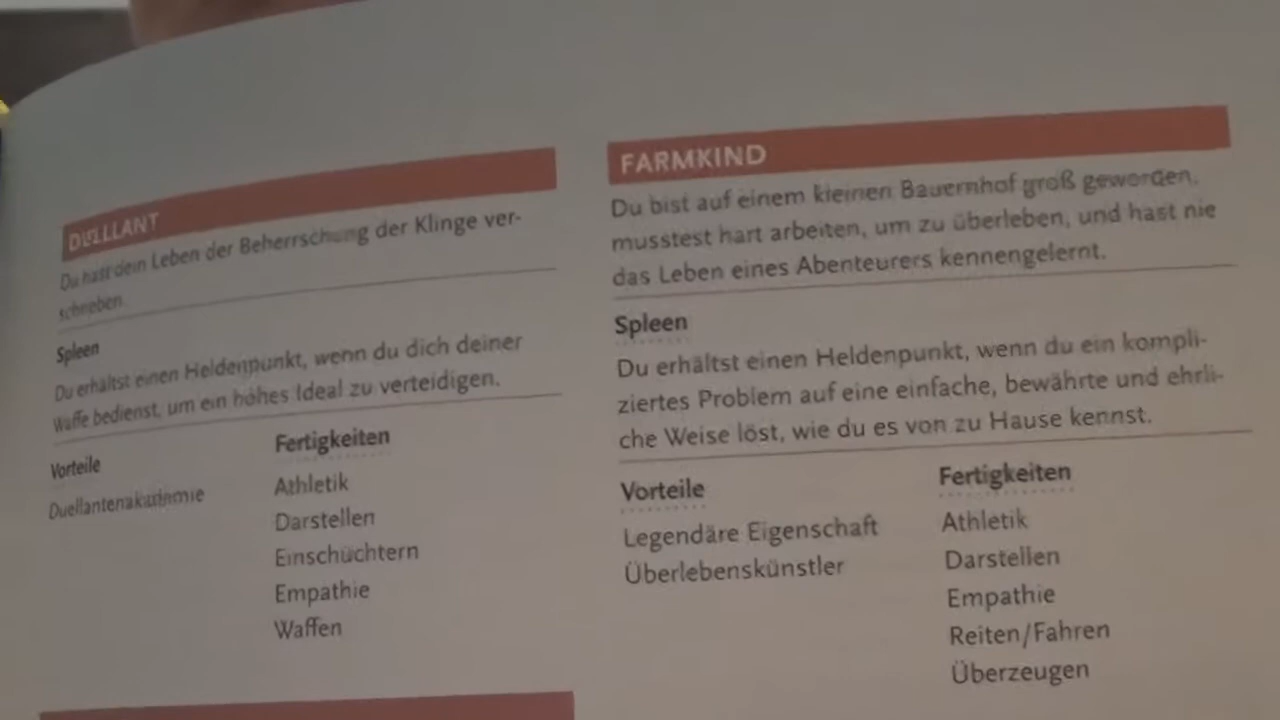 DUELLANT
Du hast dein Leben der Beherrschung der Klinge ver-
schrieben.
Spleen
Du erhältst einen Heldenpunkt, wenn du dich deiner
Waffe bedienst, um ein hohes Ideal zu verteidigen.
Vorteile
Duellantenakademie
Fertigkeiten
Athletik
Darstellen
Einschüchtern
Empathie
Waffen
FARMKIND
Du bist auf einem kleinen Bauernhof groß geworden,
musstest hart arbeiten, um zu überleben, und hast nie
das Leben eines Abenteurers kennengelernt.
Spleen
Du erhältst einen Heldenpunkt, wenn du ein kompli-
ziertes Problem auf eine einfache, bewährte und ehrli-
che Weise löst, wie du es von zu Hause kennst.
Vorteile
Legendäre Eigenschaft
Überlebenskünstler
Fertigkeiten
Athletik
Darstellen
Empathie
Reiten/Fahren
Überzeugen